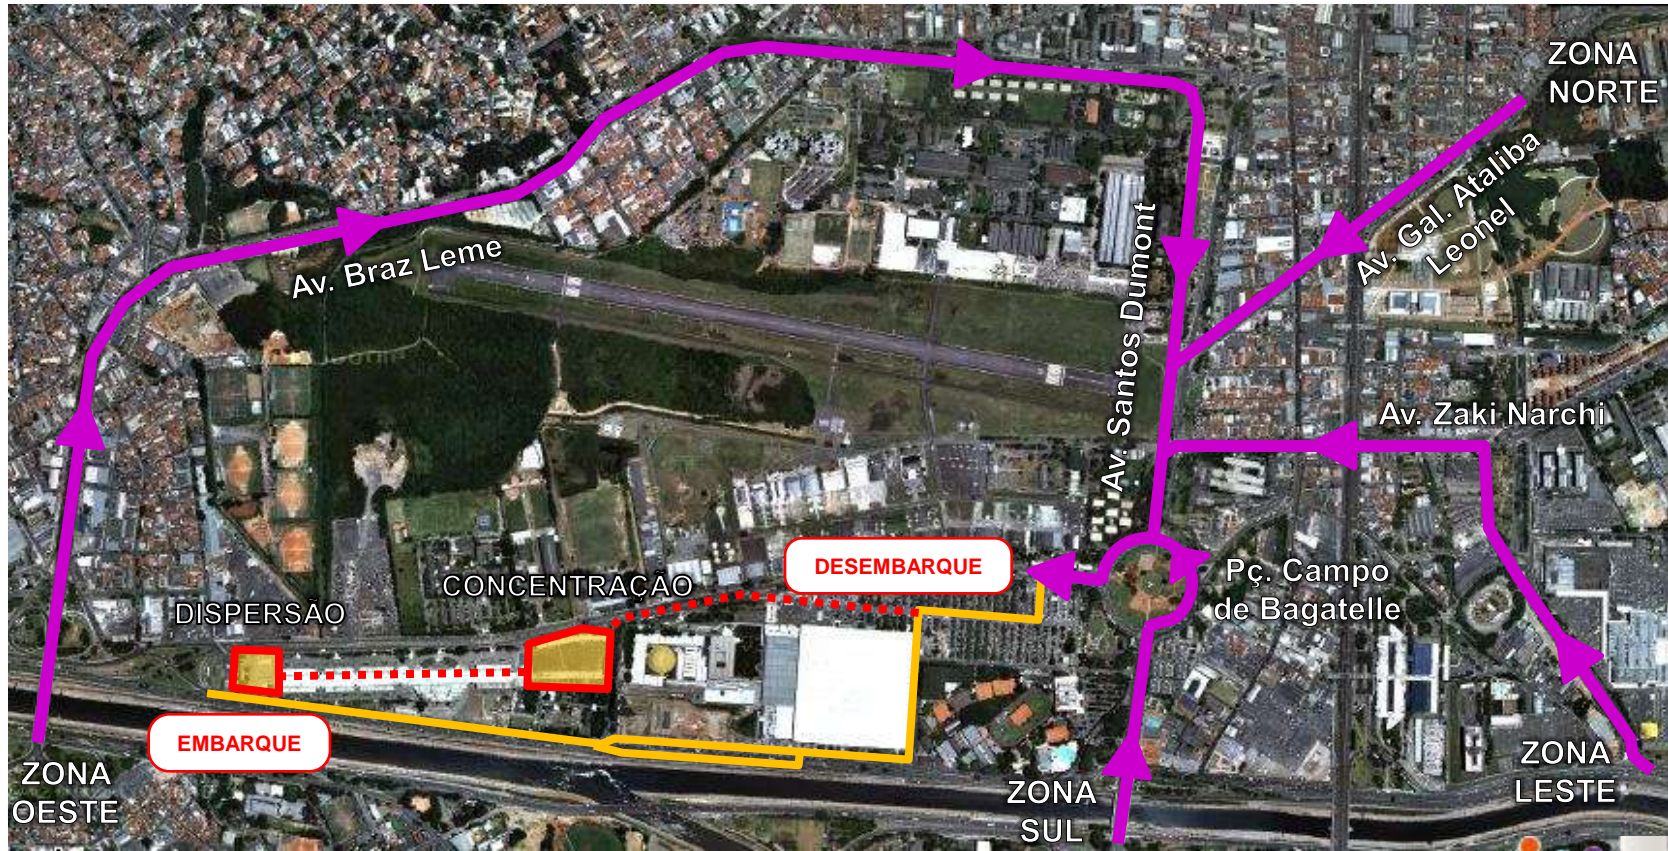 ZONA
NORTE
Av. Gal. Ataliba
Leonel
Av. Braz Leme
Av. Santos Dumont
Av. Zaki Narchi
DESEMBARQUE
Pç. Campo
de Bagatelle
CONCENTRAÇÃO
DISPERSÃO
EMBARQUE
ZONA
OESTE
ZONA
SUL
ZONA
LESTE